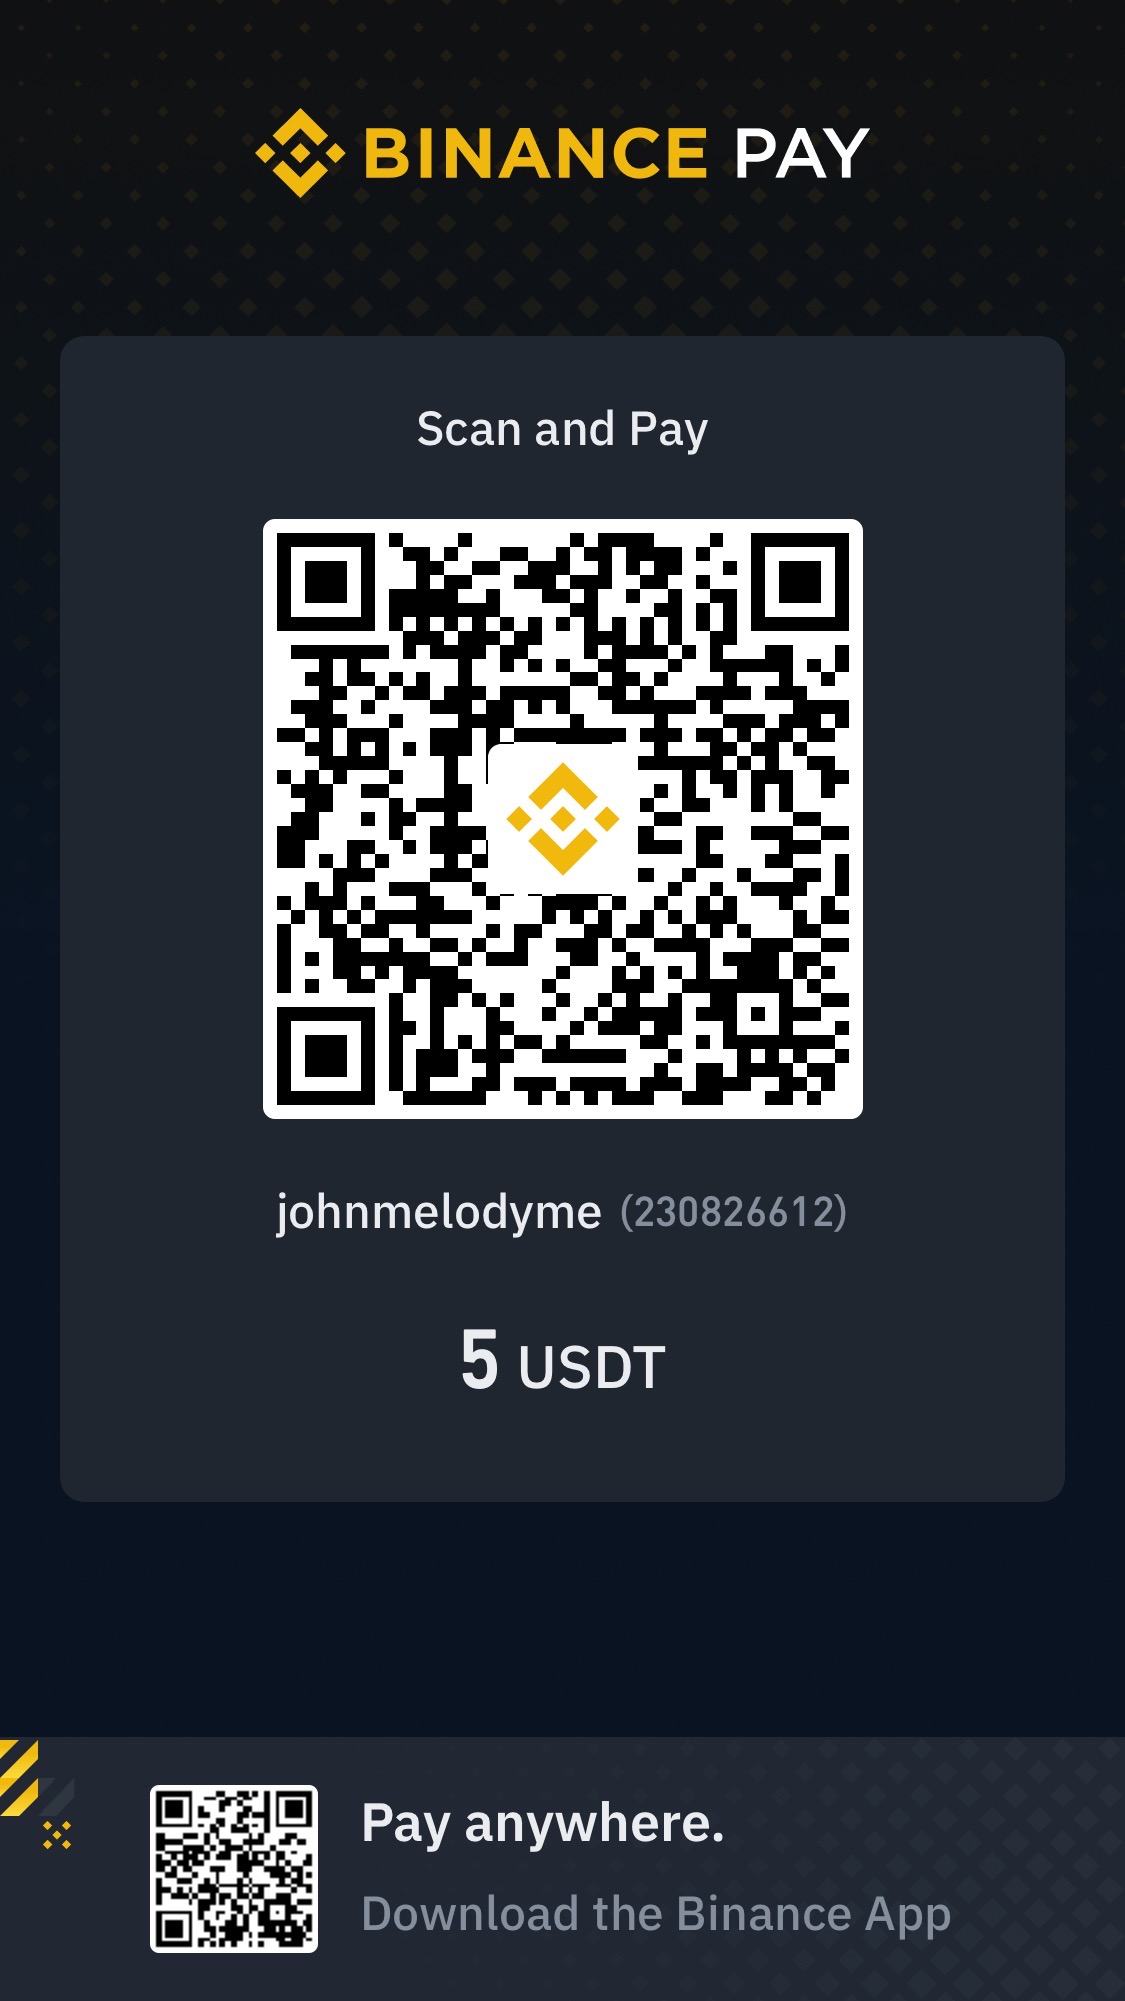 BINANCE PAY
Scan and Pay
johnmelodyme (230826612)
5 USDT
Pay anywhere.
Download the Binance App